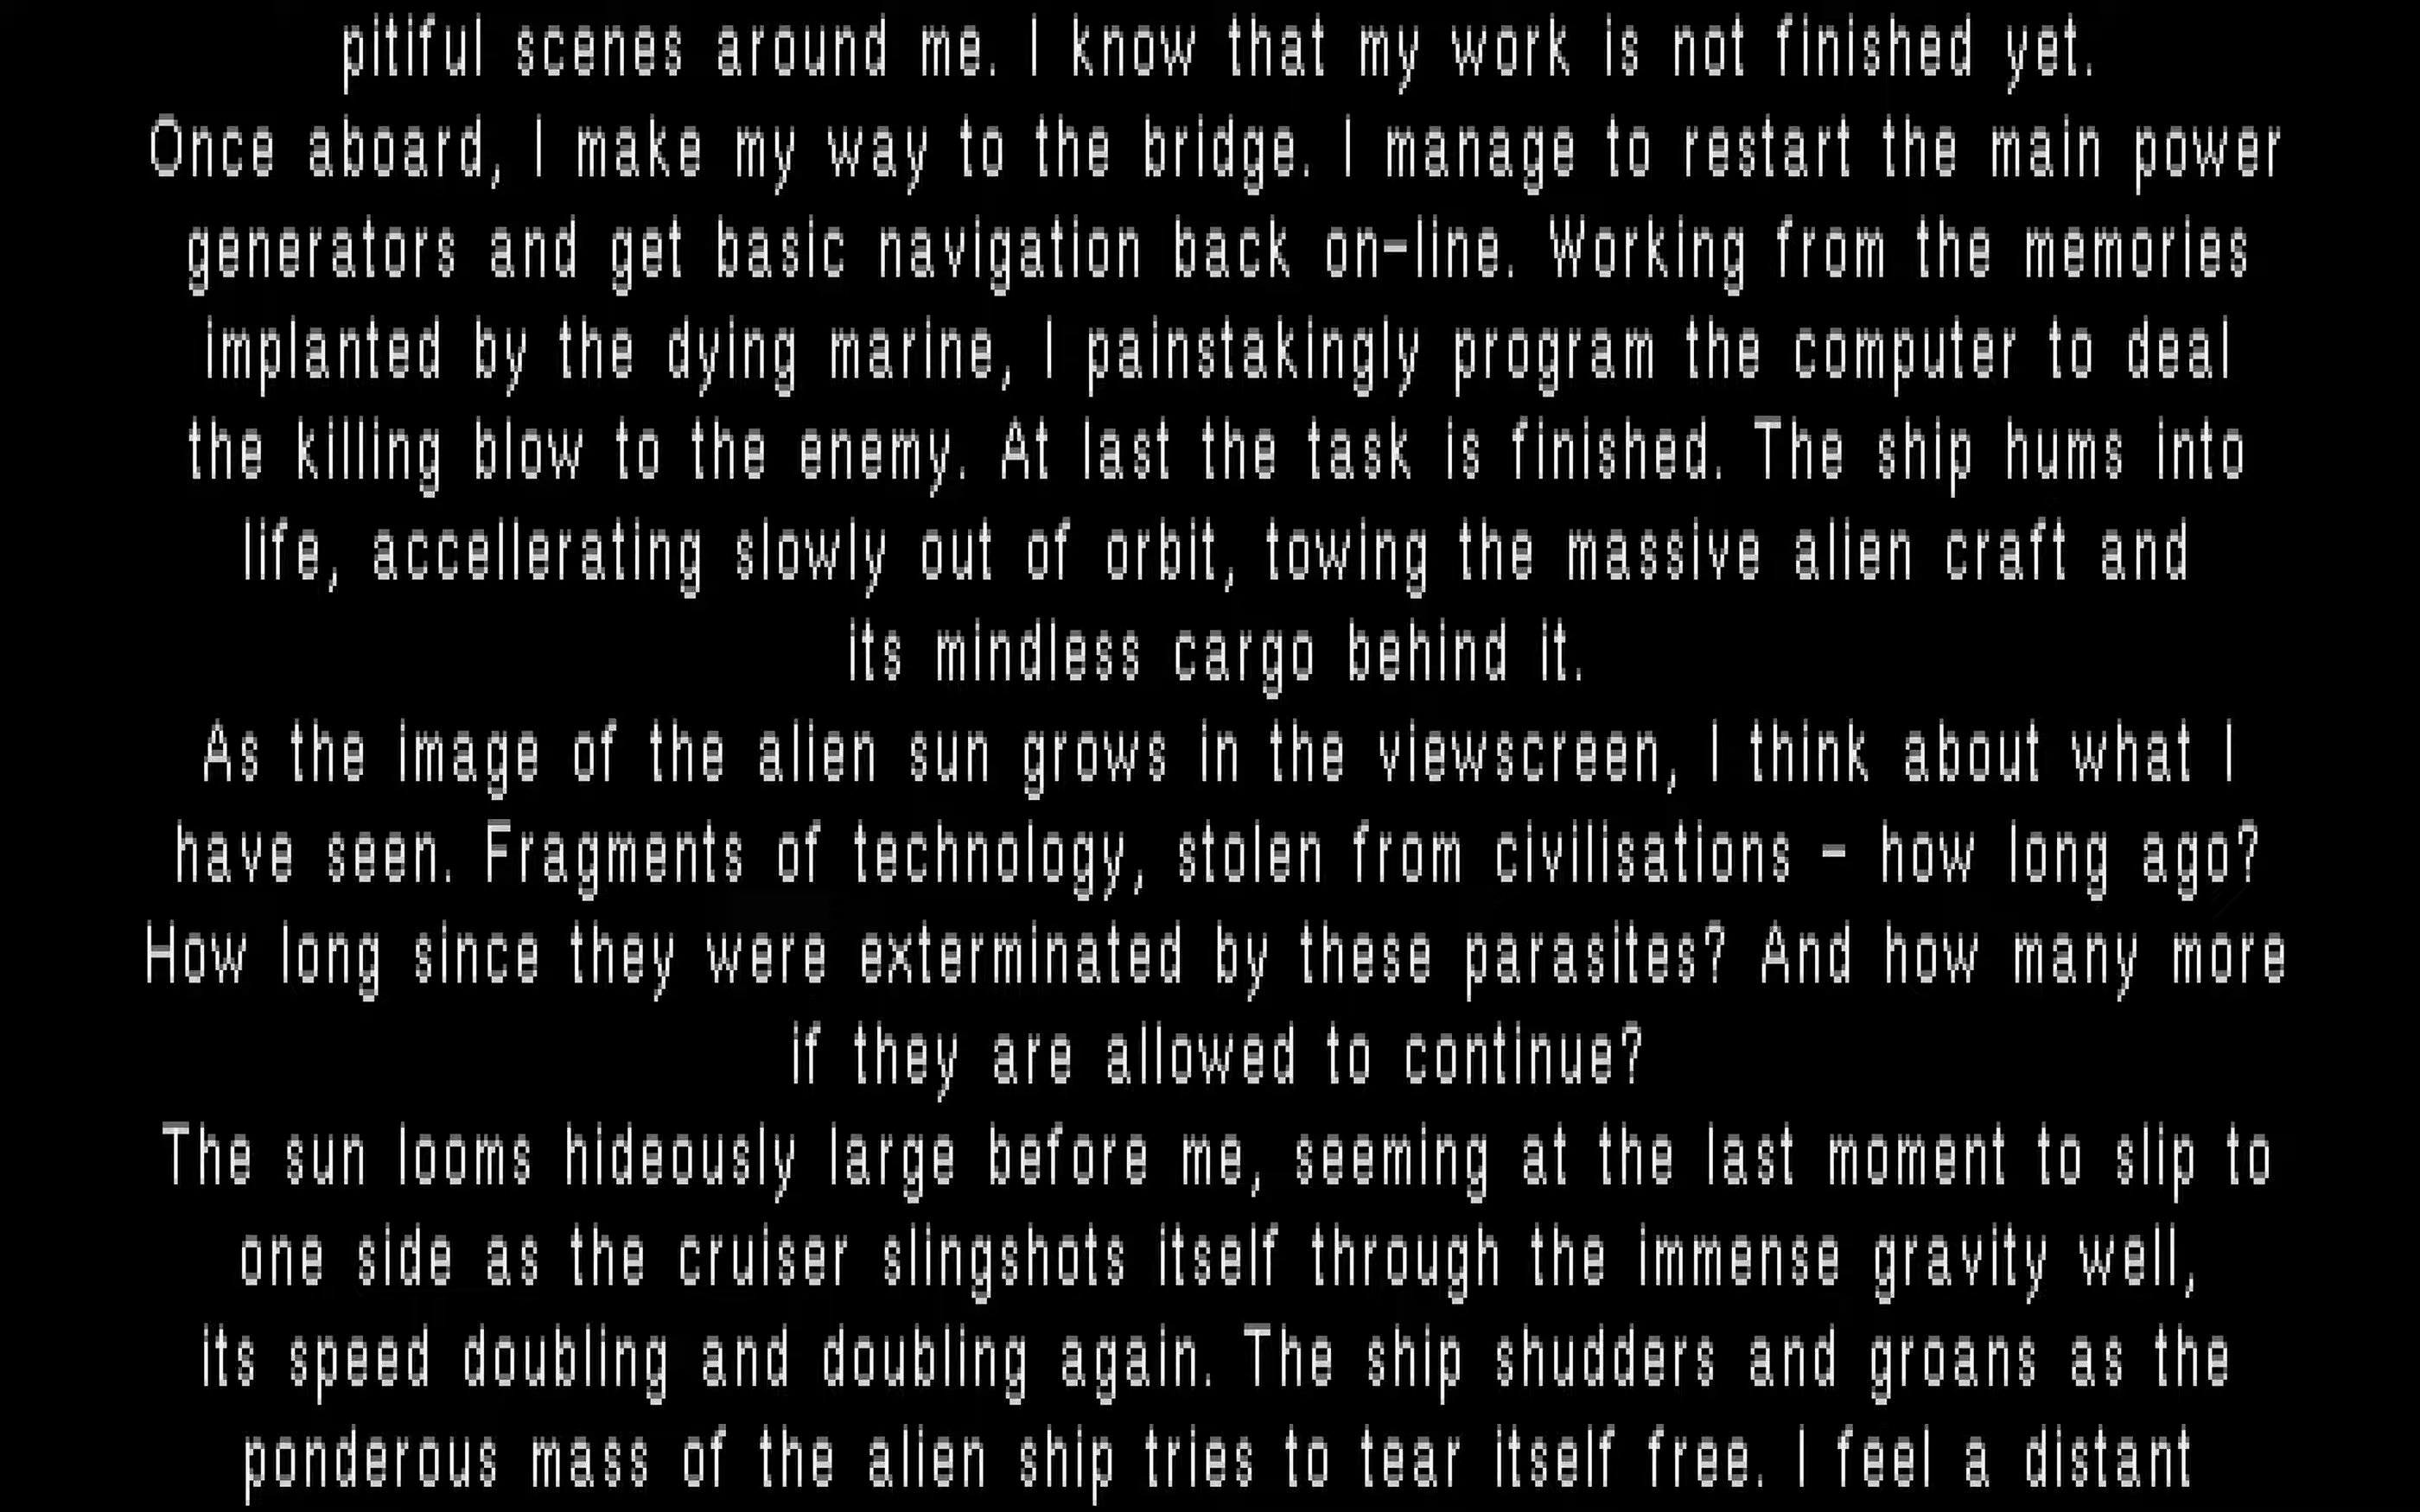 pitiful scenes around me. I know that my work is not finished yet.
Once aboard, I make my way to the bridge. I manage to restart the main power
generators and get basic navigation back on-line. Working from the memories
implanted by the dying marine, I painstakingly program the computer to deal
the killing blow to the enemy. At last the task is finished. The ship hums into
life, accellerating slowly out of orbit, towing the massive alien craft and
its mindless cargo behind it.
As the image of the alien sun grows in the viewscreen, I think about what I
have seen. Fragments of technology, stolen from civilisations - how long ago?
How long since they were exterminated by these parasites? And how many more
if they are allowed to continue?
The sun looms hideously large before me, seeming at the last moment to slip to
one side as the cruiser slingshots itself through the immense gravity well,
its speed doubling and doubling again. The ship shudders and groans as the
ponderous mass of the alien ship tries to tear itself free. I feel a distant